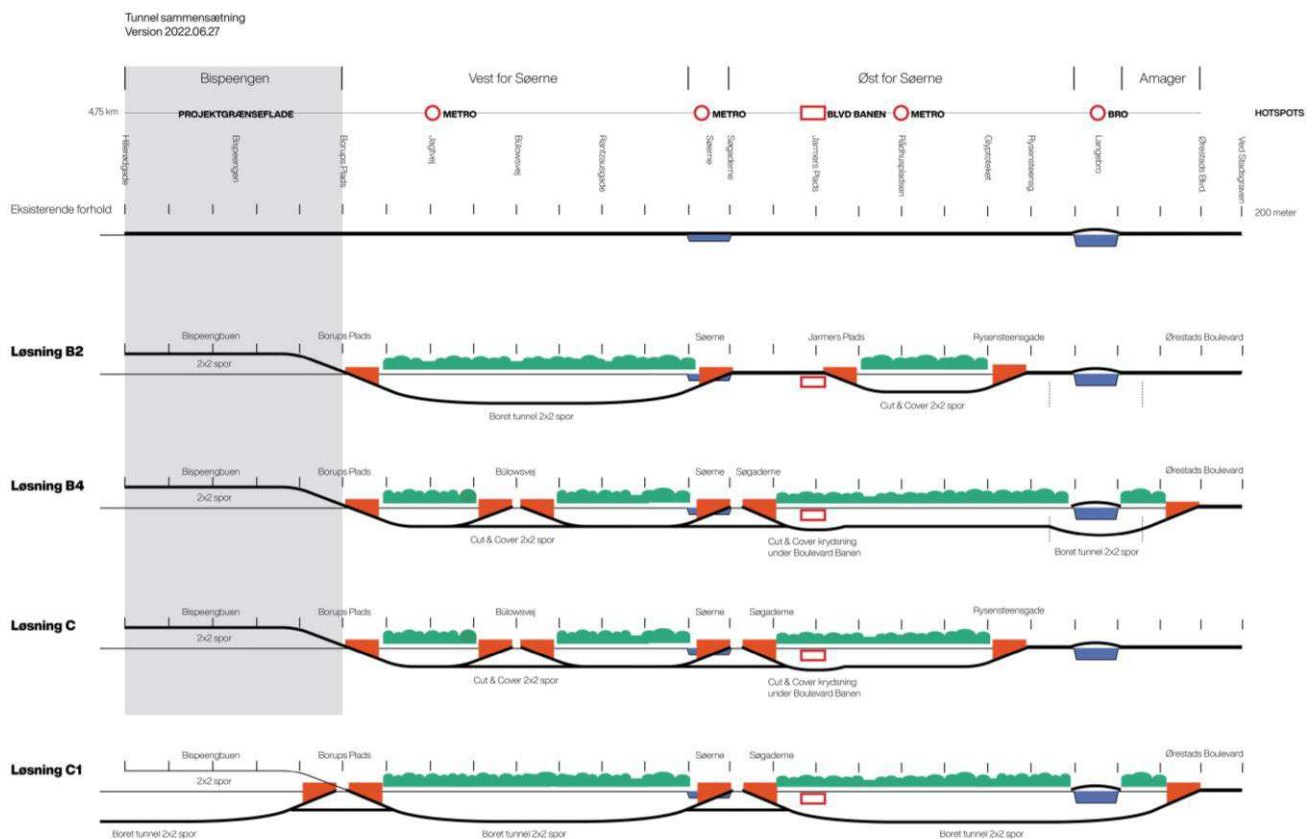 Tunnel sammensætning
Version 2022.06.27
Bispeengen
Vest for Søerne
Øst for Søerne
Amager
4,75 km
PROJEKTGRÆNSEFLADE
METRO
METRO
BLVD BANEN
METRO
BRO
HOTSPOTS
Hillerødgade
Bispeengen
Borups Plads
Jagtvej
Bülowsvej
Rantzausgade
Søerne
Søgaderne
Jarmers Plads
Rådhuspladsen
Glyptoteket
Rysensteensg.
Langebro
Ørestads Blvd.
Ved Stadsgraven
Eksisterende forhold
200 meter
Løsning B2
Bispeengbuen
2x2 spor
Borups Plads
Søerne
Jarmers Plads
Rysensteensgade
Ørestads Boulevard
Boret tunnel 2x2 spor
Cut & Cover 2x2 spor
Løsning B4
Bispeengbuen
2x2 spor
Borups Plads
Bülowsvej
Søerne
Søgaderne
Ørestads Boulevard
Cut & Cover 2x2 spor
Cut & Cover krydsning
under Boulevard Banen
Boret tunnel 2x2 spor
Løsning C
Bispeengbuen
2x2 spor
Borups Plads
Bülowsvej
Søerne
Søgaderne
Rysensteensgade
Cut & Cover 2x2 spor
Cut & Cover krydsning
under Boulevard Banen
Løsning C1
Bispeengbuen
2x2 spor
Borups Plads
Søerne
Søgaderne
Ørestads Boulevard
Boret tunnel 2x2 spor
Boret tunnel 2x2 spor
Boret tunnel 2x2 spor